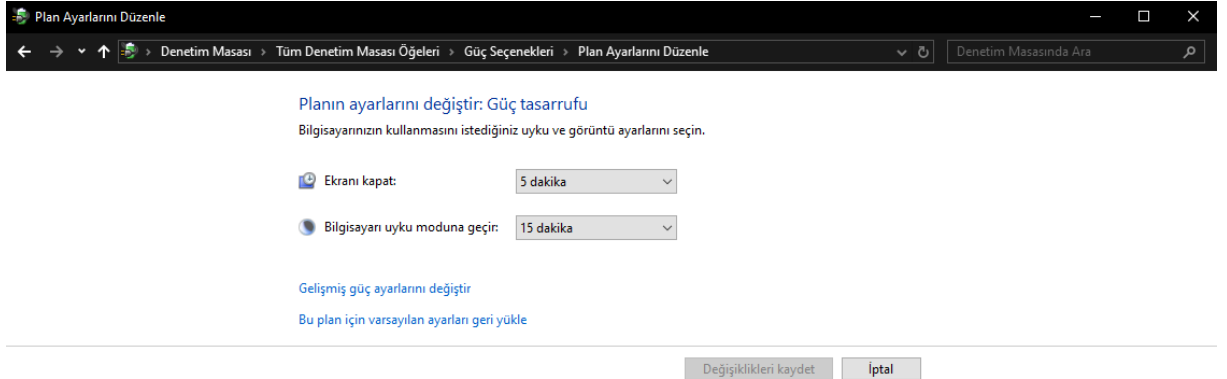 Plan Ayarlarını Düzenle
Denetim Masası > Tüm Denetim Masası Öğeleri > Güç Seçenekleri > Plan Ayarlarını Düzenle
Denetim Masasında Ara
Planın ayarlarını değiştir: Güç tasarrufu
Bilgisayarınızın kullanmasını istediğiniz uyku ve görüntü ayarlarını seçin.
Ekranı kapat: 5 dakika
Bilgisayarı uyku moduna geçir: 15 dakika
Gelişmiş güç ayarlarını değiştir
Bu plan için varsayılan ayarları geri yükle
Değişiklikleri kaydet İptal